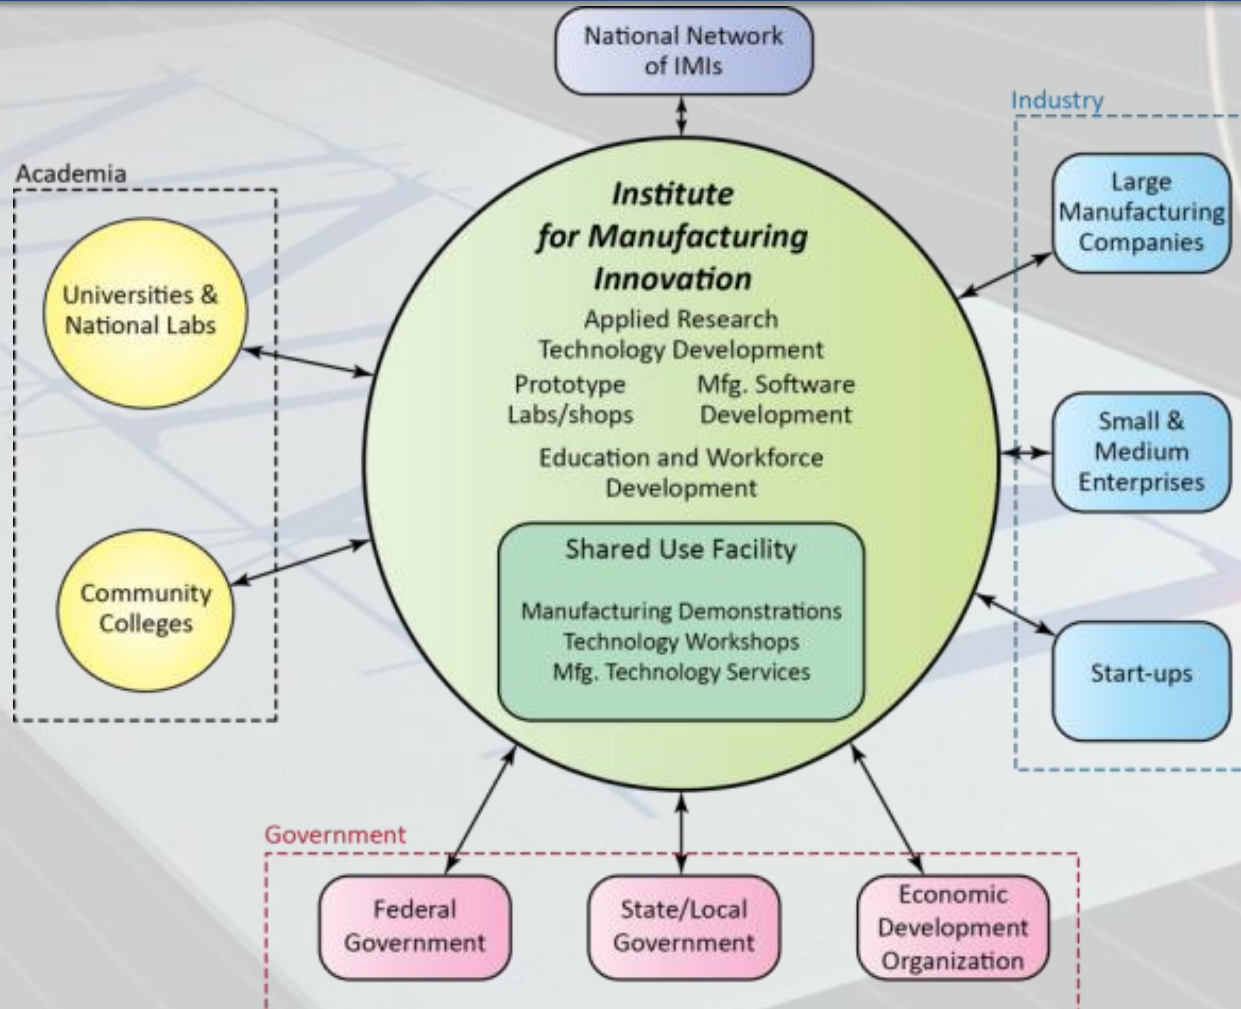 National Network
of IMIs
Industry
Academia
Large
Manufacturing
Companies
Institute
for Manufacturing
Innovation
Applied Research
Technology Development
Prototype
Labs/shops
Mfg. Software
Development
Education and Workforce
Development
Universities &
National Labs
Small &
Medium
Enterprises
Shared Use Facility
Manufacturing Demonstrations
Technology Workshops
Mfg. Technology Services
Community
Colleges
Start-ups
Government
Federal
Government
State/Local
Government
Economic
Development
Organization